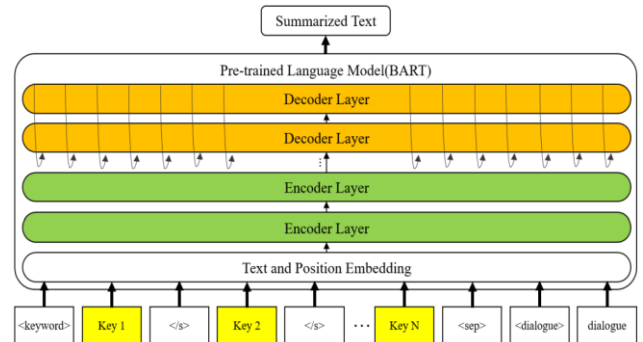 Summarized Text
Pre-trained Language Model(BART)
Decoder Layer
Decoder Layer
⋮
Encoder Layer
Encoder Layer
Text and Position Embedding
<keyword> Key 1 </s> Key 2 </s> ⋯ Key N <sep> <dialogue> dialogue